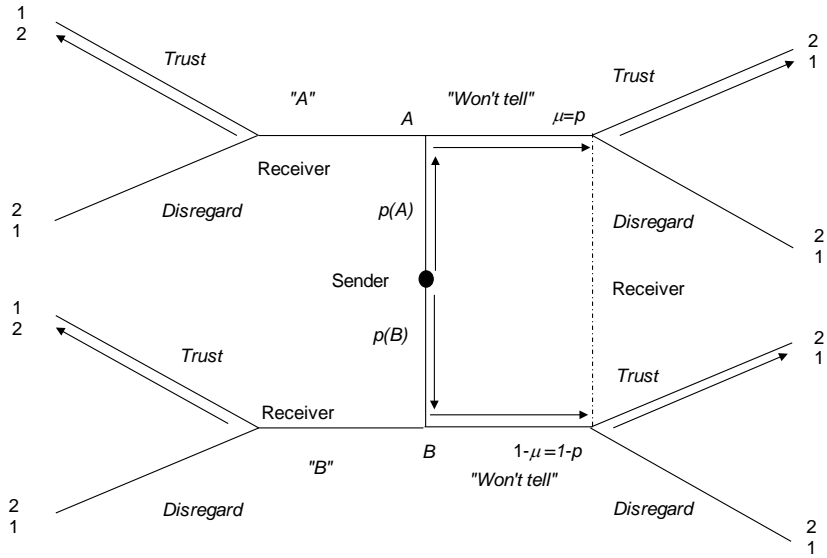 1
2
Trust
"A"
"Won't tell"
Trust
2
1
A
μ=p
Receiver
2
1
Disregard
p(A)
Disregard
2
1
Sender
Receiver
1
2
p(B)
2
1
Trust
Trust
Receiver
"B"
B
1-μ=1-p
"Won't tell"
2
1
Disregard
Disregard
2
1